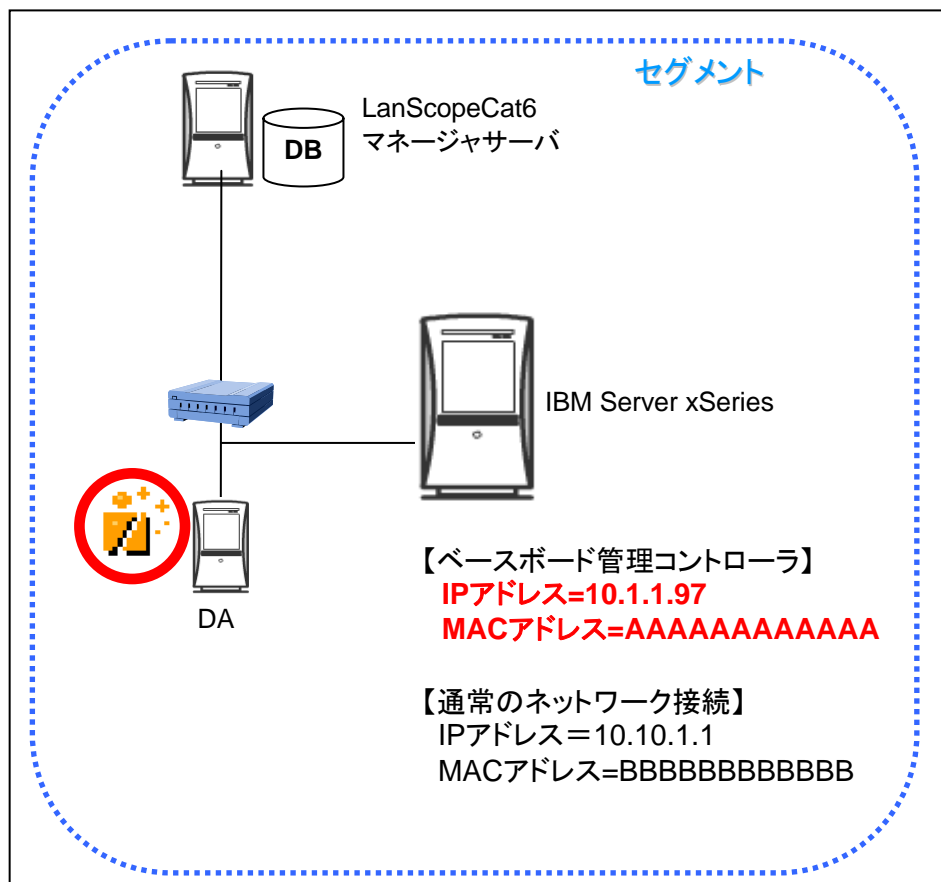 セグメント
LanScopeCat6
マネージャサーバ
DB
IBM Server xSeries
DA
【ベースボード管理コントローラ】
IPアドレス=10.1.1.97
MACアドレス=AAAAAAAAAAAA
【通常のネットワーク接続】
IPアドレス＝10.10.1.1
MACアドレス=BBBBBBBBBBBB